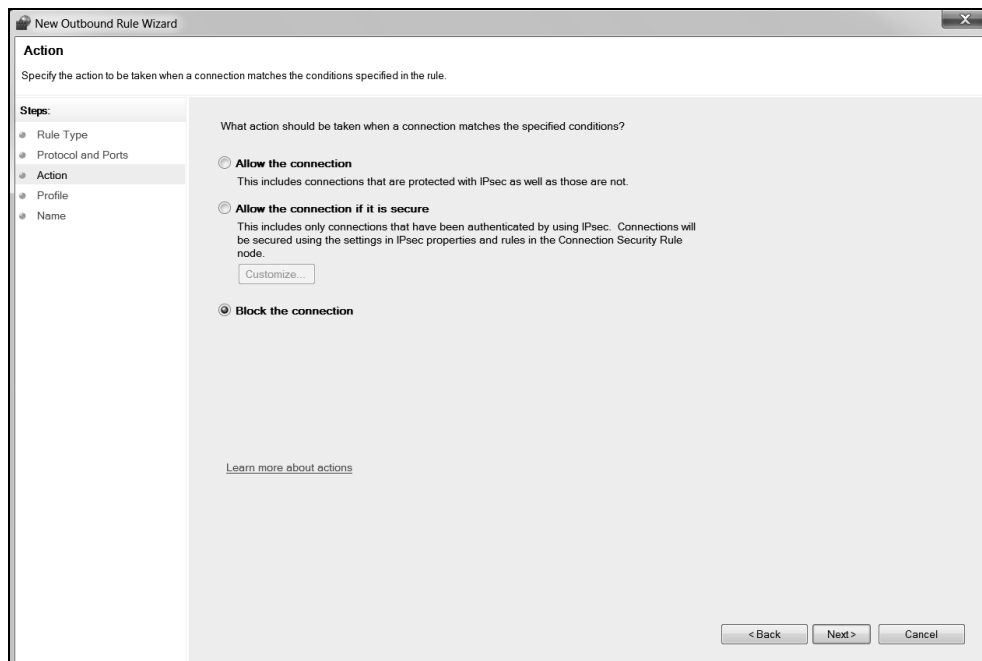 New Outbound Rule Wizard
X
Action
Specify the action to be taken when a connection matches the conditions specified in the rule.
Steps:
Rule Type
Protocol and Ports
Action
Profile
Name
What action should be taken when a connection matches the specified conditions?
Allow the connection
This includes connections that are protected with IPsec as well as those are not.
Allow the connection if it is secure
This includes only connections that have been authenticated by using IPsec. Connections will
be secured using the settings in IPsec properties and rules in the Connection Security Rule
node.
Customize...
Block the connection
Learn more about actions
< Back Next > Cancel